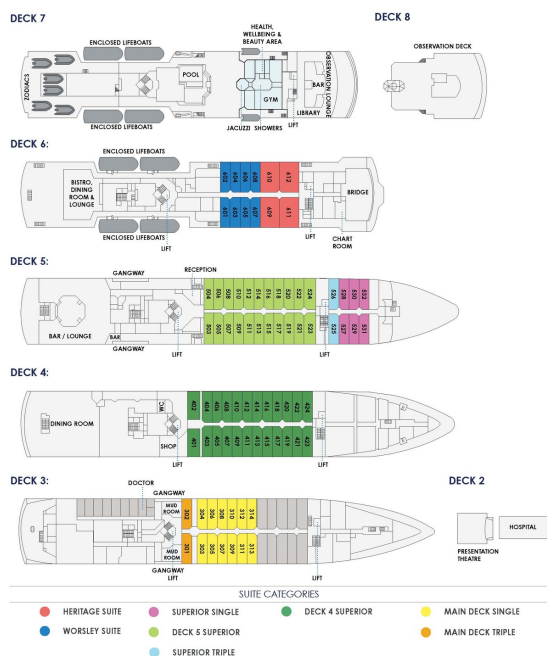 DECK 7
DECK 8
ENCLOSED LIFEBOATS
HEALTH,
WELLBEING &
BEAUTY AREA
OBSERVATION DECK
ZODIACS
POOL
GYM
BAR
OBSERVATION LOUNGE
LIBRARY
ENCLOSED LIFEBOATS
JACUZZI
SHOWERS
LIFT
DECK 6:
ENCLOSED LIFEBOATS
BISTRO,
DINING
ROOM &
LOUNGE
602 604 606 608 610 612
601 603 605 607 609 611
BRIDGE
ENCLOSED LIFEBOATS
LIFT
LIFT
CHART
ROOM
DECK 5:
GANGWAY
RECEPTION
504 506 508 510 512 514 516 518 520 522 524 526 528 530 532
503 505 507 509 511 513 515 517 519 521 523 525 527 529 531
BAR / LOUNGE
BAR
GANGWAY
LIFT
LIFT
DECK 4:
WC
402 404 406 408 410 412 414 416 418 420 422 424
401 403 405 407 409 411 413 415 417 419 421 423
DINING ROOM
SHOP
LIFT
LIFT
DECK 3:
DOCTOR
GANGWAY
MUD
ROOM
302 304 306 308 310 312 314
301 303 305 307 309 311 313
MUD
ROOM
GANGWAY
LIFT
LIFT
DECK 2
HOSPITAL
PRESENTATION
THEATRE
SUITE CATEGORIES
HERITAGE SUITE
SUPERIOR SINGLE
DECK 4 SUPERIOR
MAIN DECK SINGLE
WORSLEY SUITE
DECK 5 SUPERIOR
MAIN DECK TRIPLE
SUPERIOR TRIPLE